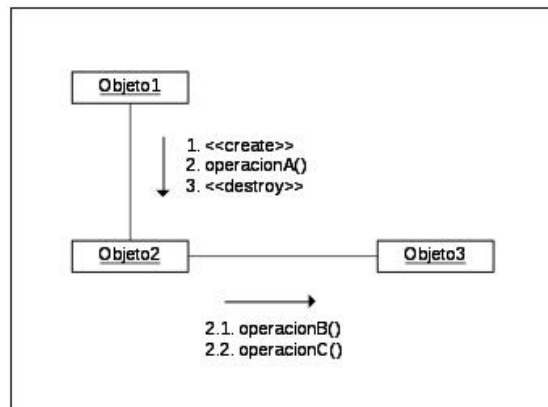 Objeto1
1. <<create>>
2. operacionA()
3. <<destroy>>
Objeto2
Objeto3
2.1. operacionB()
2.2. operacionC()